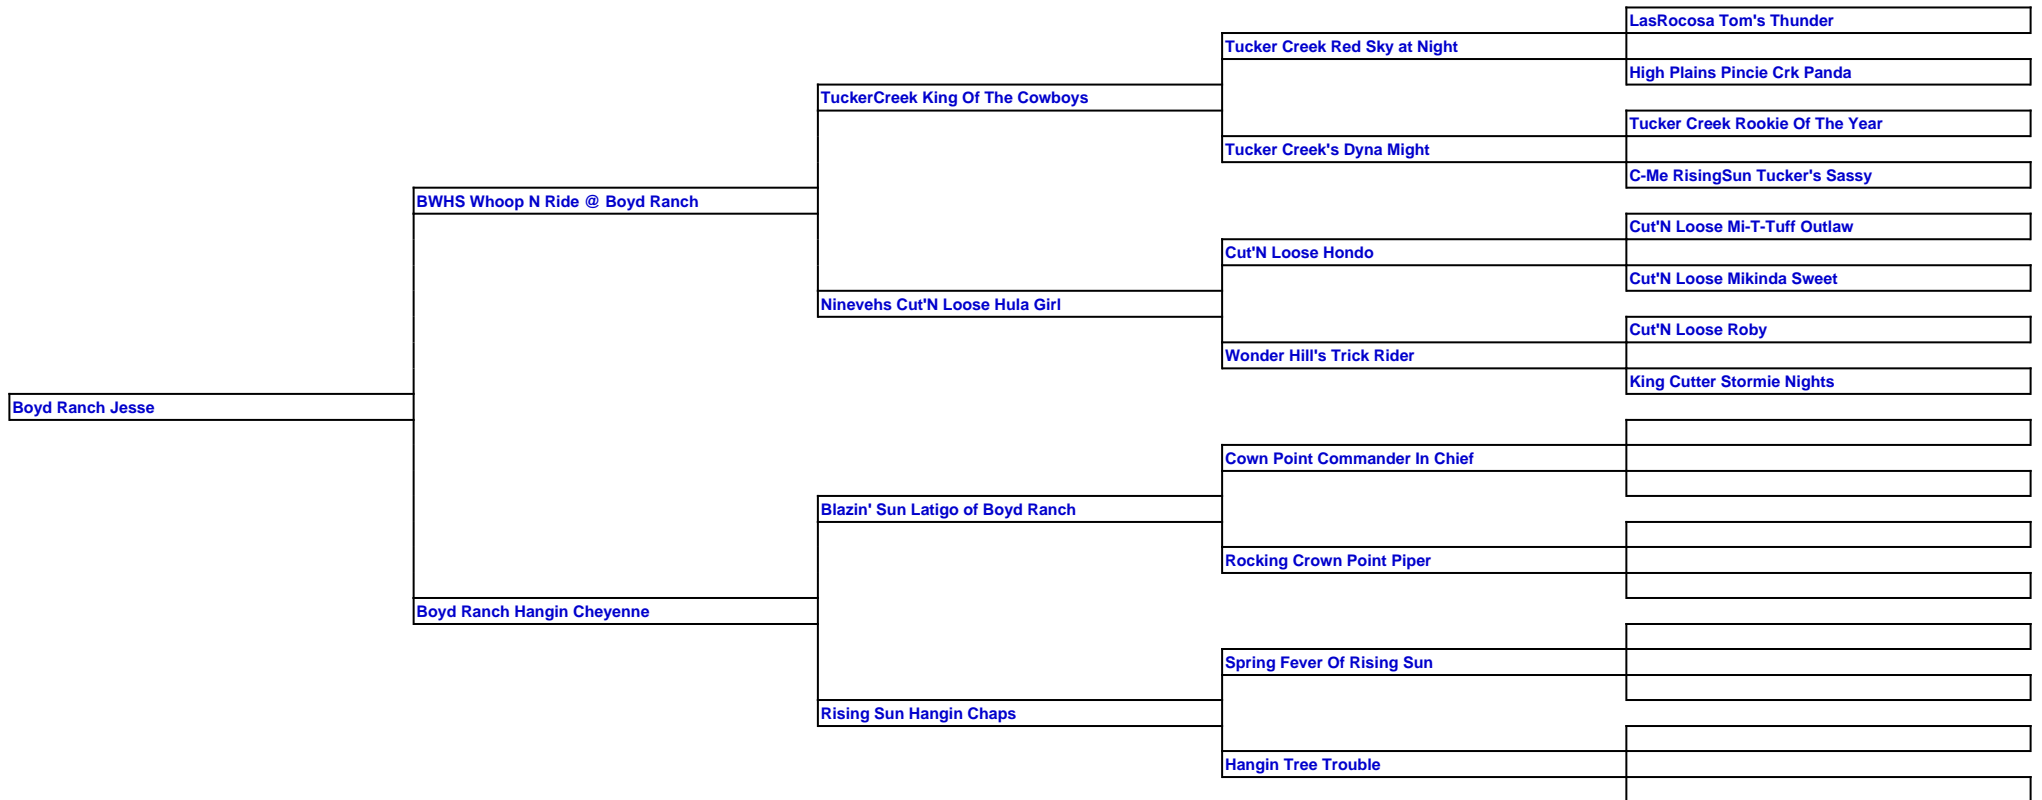 LasRocosa Tom's Thunder
Tucker Creek Red Sky at Night
High Plains Pincie Crk Panda
TuckerCreek King Of The Cowboys
Tucker Creek Rookie Of The Year
Tucker Creek's Dyna Might
C-Me RisingSun Tucker's Sassy
BWHS Whoop N Ride @ Boyd Ranch
Cut'N Loose Mi-T-Tuff Outlaw
Cut'N Loose Hondo
Cut'N Loose Mikinda Sweet
Ninevehs Cut'N Loose Hula Girl
Cut'N Loose Roby
Wonder Hill's Trick Rider
King Cutter Stormie Nights
Boyd Ranch Jesse
Cown Point Commander In Chief
Blazin' Sun Latigo of Boyd Ranch
Rocking Crown Point Piper
Boyd Ranch Hangin Cheyenne
Spring Fever Of Rising Sun
Rising Sun Hangin Chaps
Hangin Tree Trouble